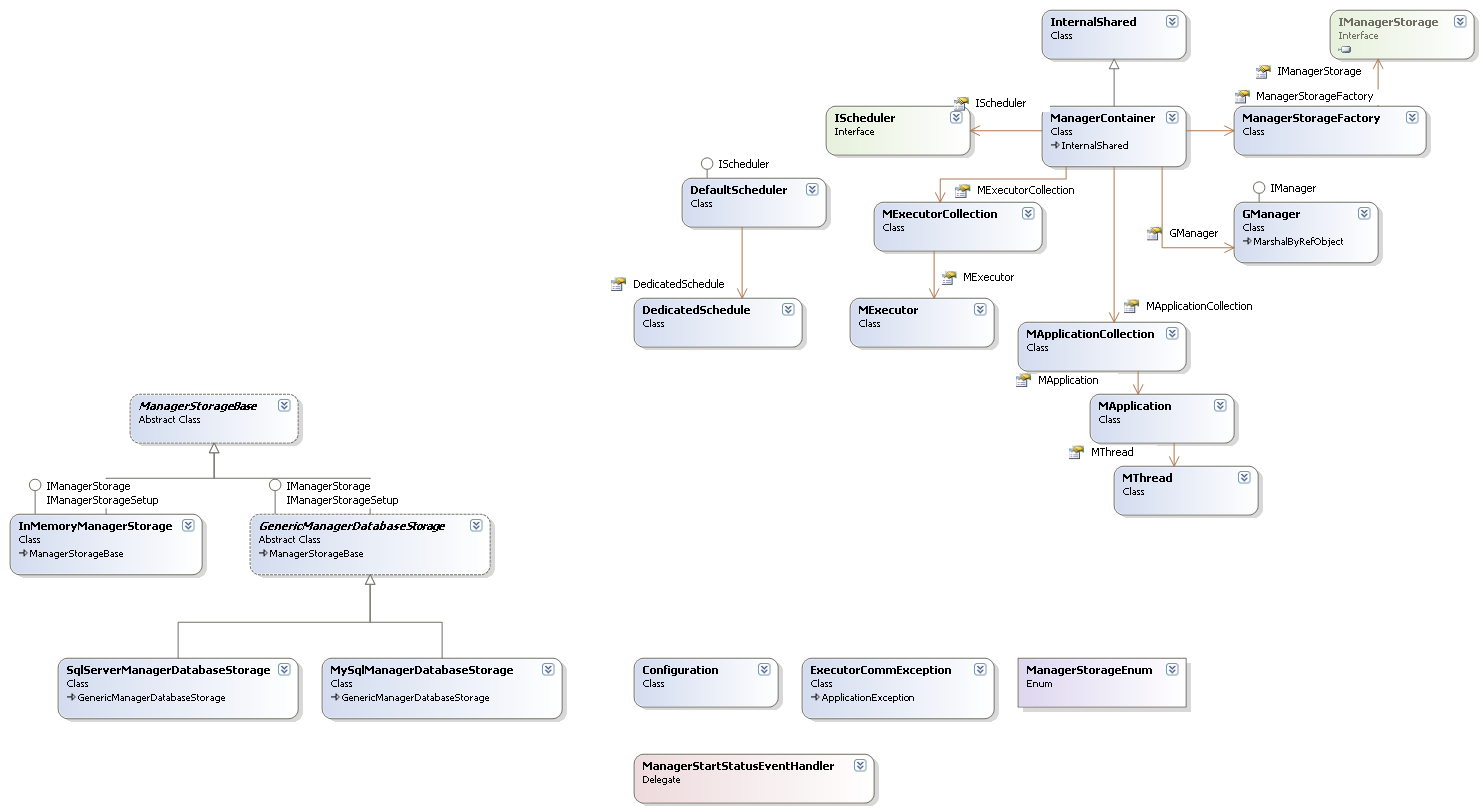 InternalShared
Class
IManagerStorage
Interface
IManagerStorage
ManagerStorageFactory
IScheduler
IScheduler
Interface
ManagerContainer
Class
InternalShared
ManagerStorageFactory
Class
IScheduler
DefaultScheduler
Class
MExecutorCollection
MExecutorCollection
Class
IManager
GManager
GManager
Class
MarshalByRefObject
DedicatedSchedule
DedicatedSchedule
Class
MExecutor
MExecutor
Class
MApplicationCollection
MApplicationCollection
Class
MApplication
MApplication
Class
MThread
MThread
Class
ManagerStorageBase
Abstract Class
IManagerStorage
IManagerStorageSetup
InMemoryManagerStorage
Class
ManagerStorageBase
IManagerStorage
IManagerStorageSetup
GenericManagerDatabaseStorage
Abstract Class
ManagerStorageBase
SqlServerManagerDatabaseStorage
Class
GenericManagerDatabaseStorage
MySqlManagerDatabaseStorage
Class
GenericManagerDatabaseStorage
Configuration
Class
ExecutorCommException
Class
ApplicationException
ManagerStorageEnum
Enum
ManagerStartStatusEventHandler
Delegate